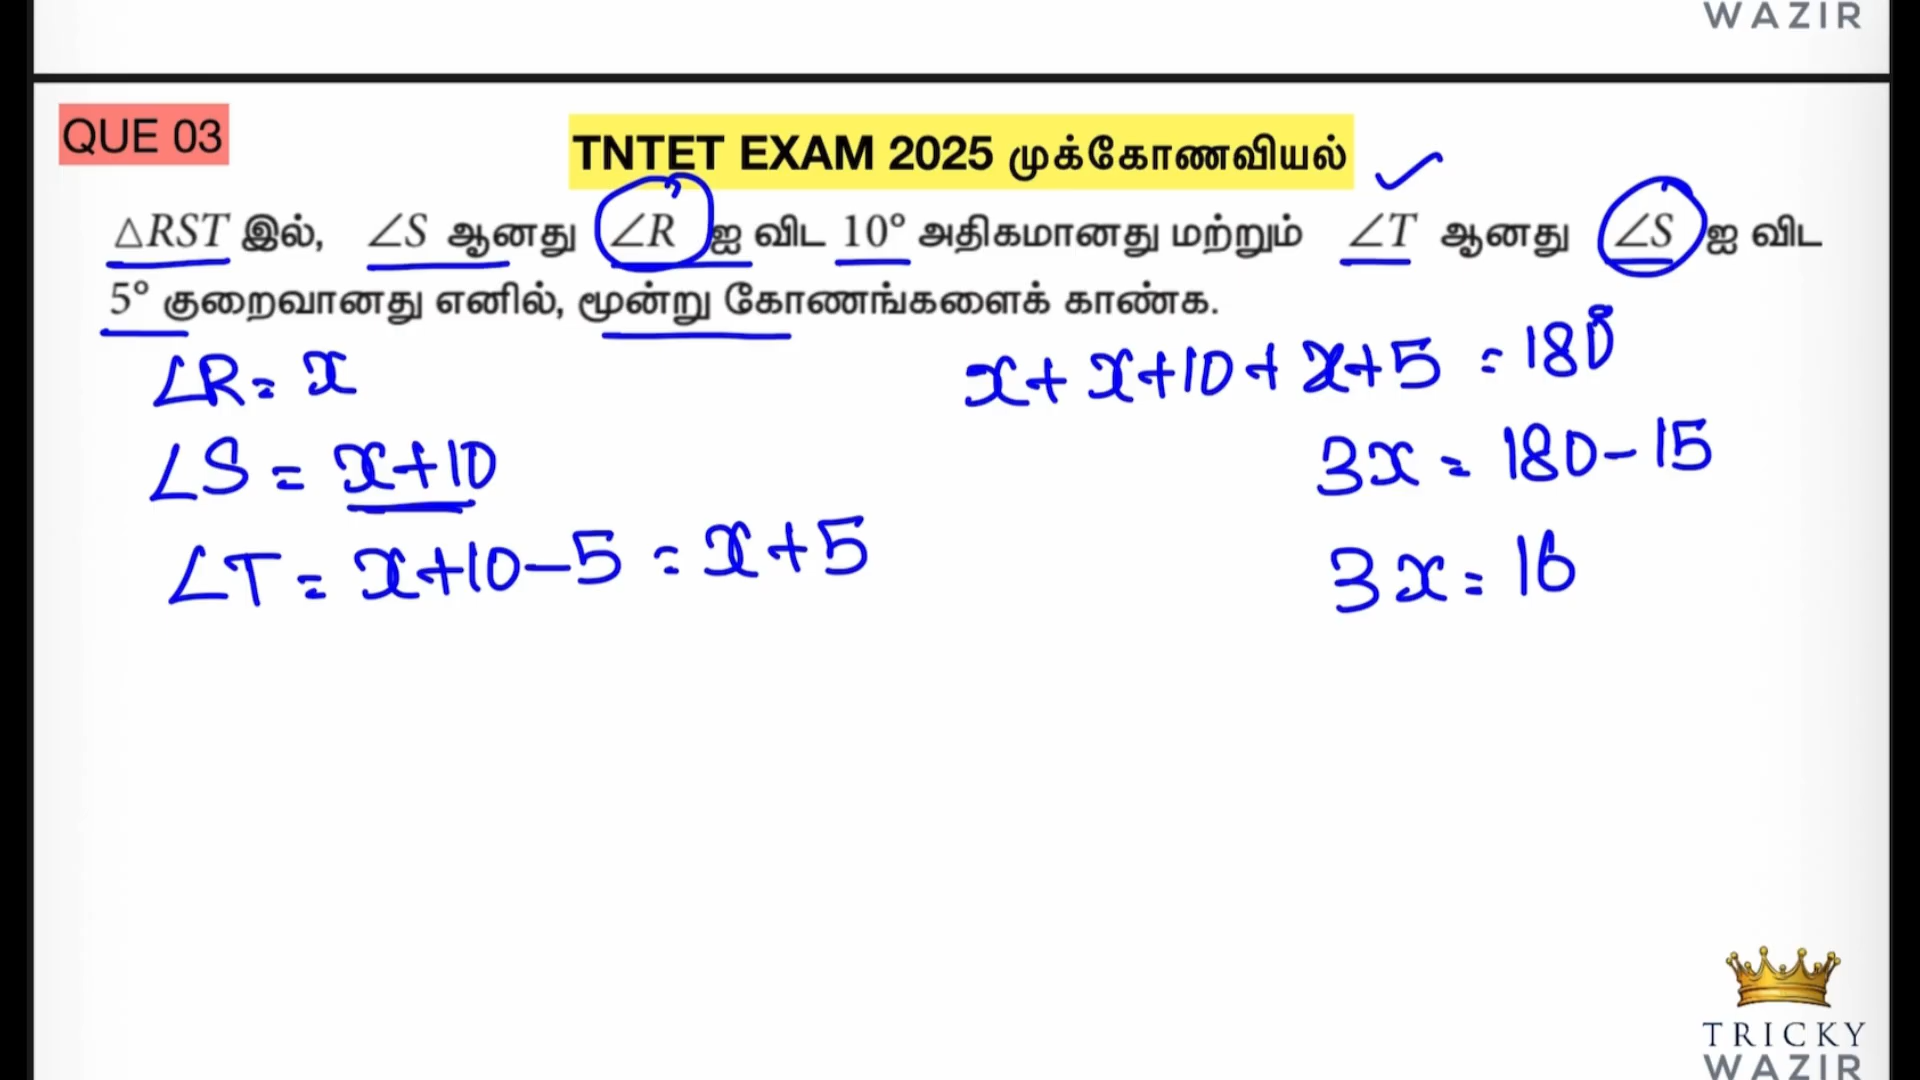 WAZIR
QUE 03
TNTET EXAM 2025 முக்கோணவியல்
△RST இல், ∠S ஆனது ∠R ஐ விட 10° அதிகமானது மற்றும் ∠T ஆனது ∠S ஐ விட
5° குறைவானது எனில், மூன்று கோணங்களைக் காண்க.
∠R = x
∠S = x+10
∠T = x+10-5 = x+5
x+x+10+x+5 = 180°
3x = 180-15
3x = 16
TRICKY
WAZIR